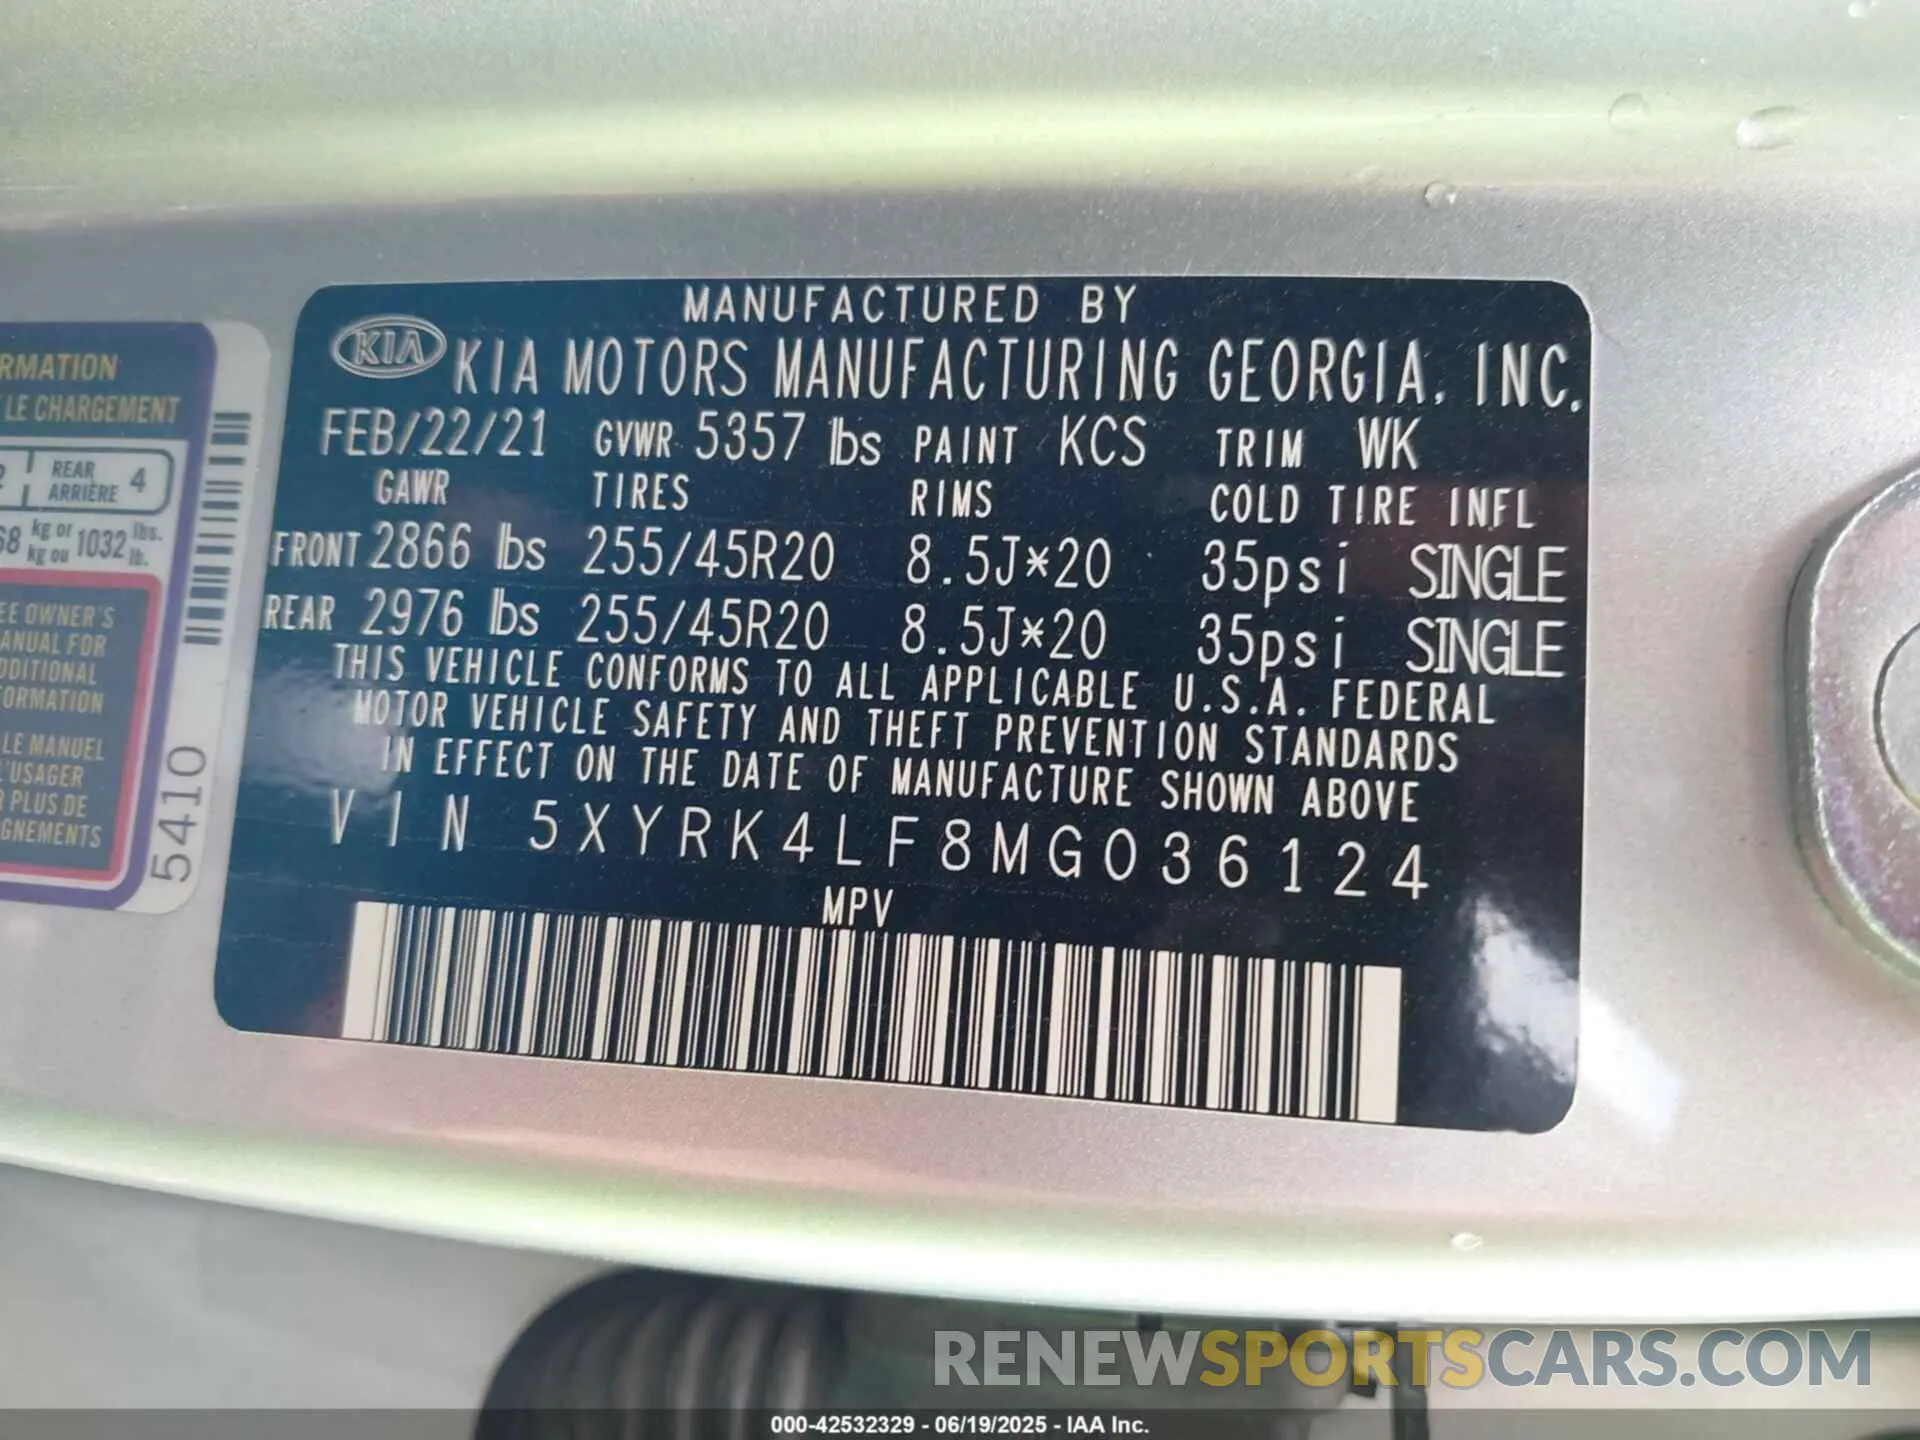 RMATION
LE CHARGEMENT
2 REAR ARRIÈRE 4
68 kg or kg ou 1032 lbs. lb.
EE OWNER'S
ANUAL FOR
DDITIONAL
FORMATION
LE MANUEL
L'USAGER
R PLUS DE
GNEMENTS
5410
MANUFACTURED BY
KIA KIA MOTORS MANUFACTURING GEORGIA, INC.
FEB/22/21 GVWR 5357 lbs PAINT KCS TRIM WK
GAWR TIRES RIMS COLD TIRE INFL
FRONT 2866 lbs 255/45R20 8.5J*20 35psi SINGLE
REAR 2976 lbs 255/45R20 8.5J*20 35psi SINGLE
THIS VEHICLE CONFORMS TO ALL APPLICABLE U.S.A. FEDERAL
MOTOR VEHICLE SAFETY AND THEFT PREVENTION STANDARDS
IN EFFECT ON THE DATE OF MANUFACTURE SHOWN ABOVE
VIN 5XYRK4LF8MG036124
MPV
RENEWSPORTSCARS.COM
000-42532329 - 06/19/2025 - IAA Inc.